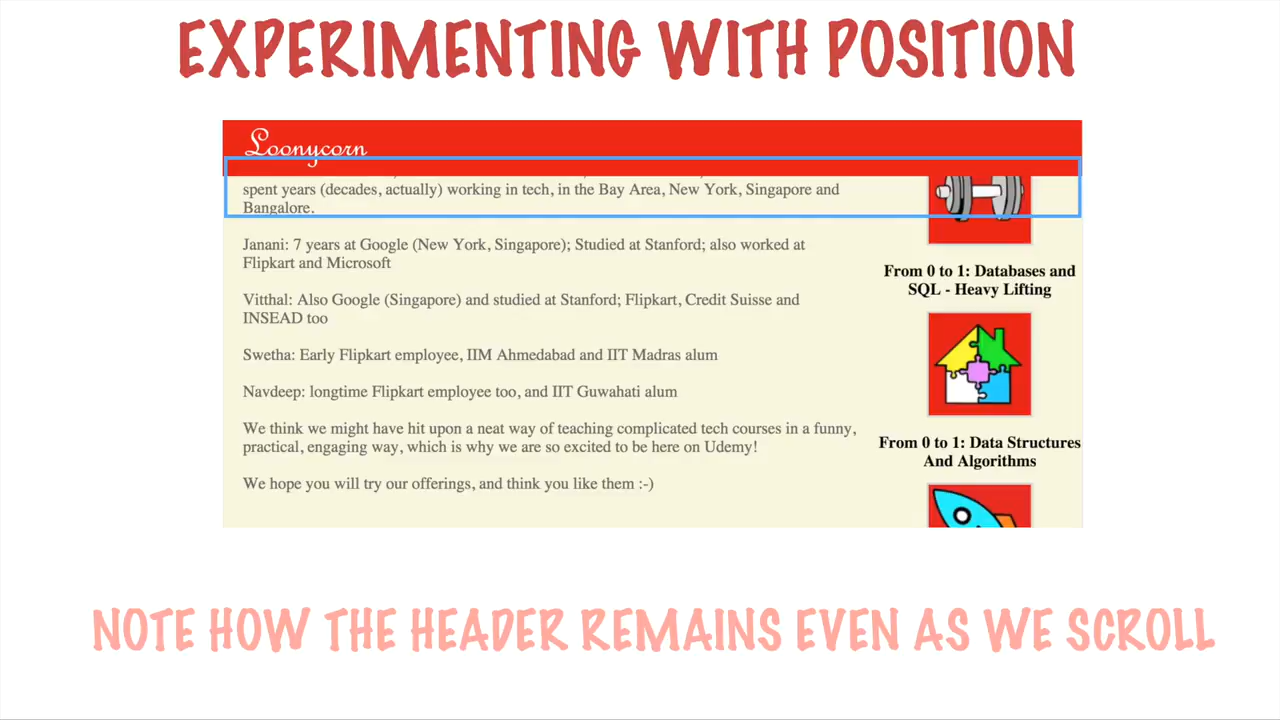 EXPERIMENTING WITH POSITION
Loonycorn
spent years (decades, actually) working in tech, in the Bay Area, New York, Singapore and
Bangalore.
Janani: 7 years at Google (New York, Singapore); Studied at Stanford; also worked at
Flipkart and Microsoft
Vitthal: Also Google (Singapore) and studied at Stanford; Flipkart, Credit Suisse and
INSEAD too
Swetha: Early Flipkart employee, IIM Ahmedabad and IIT Madras alum
Navdeep: longtime Flipkart employee too, and IIT Guwahati alum
We think we might have hit upon a neat way of teaching complicated tech courses in a funny,
practical, engaging way, which is why we are so excited to be here on Udemy!
We hope you will try our offerings, and think you like them :-)
From 0 to 1: Databases and
SQL - Heavy Lifting
From 0 to 1: Data Structures
And Algorithms
NOTE HOW THE HEADER REMAINS EVEN AS WE SCROLL